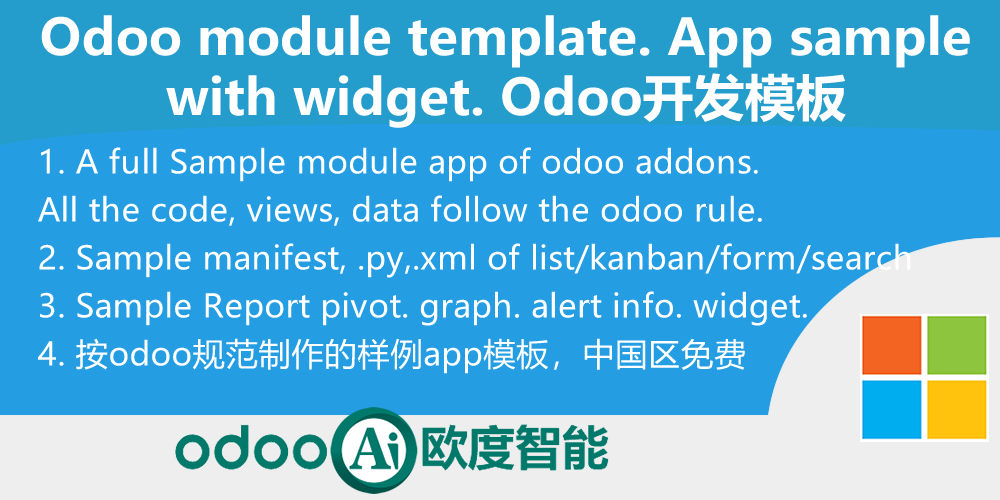 Odoo module template. App sample
with widget. Odoo开发模板
1. A full Sample module app of odoo addons.
All the code, views, data follow the odoo rule.
2. Sample manifest, .py,.xml of list/kanban/form/search
3. Sample Report pivot. graph. alert info. widget.
4. 按odoo规范制作的样例app模板，中国区免费
odoo Ai 欧度智能